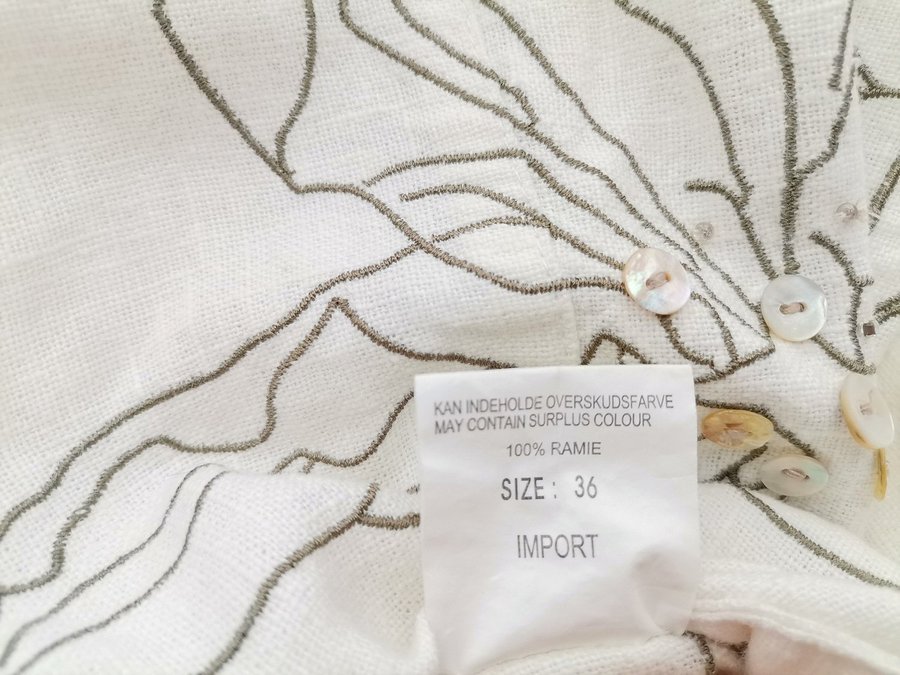 KAN INDEHOLDE OVERSKUDSFARVE
MAY CONTAIN SURPLUS COLOUR
100% RAMIE
SIZE: 36
IMPORT